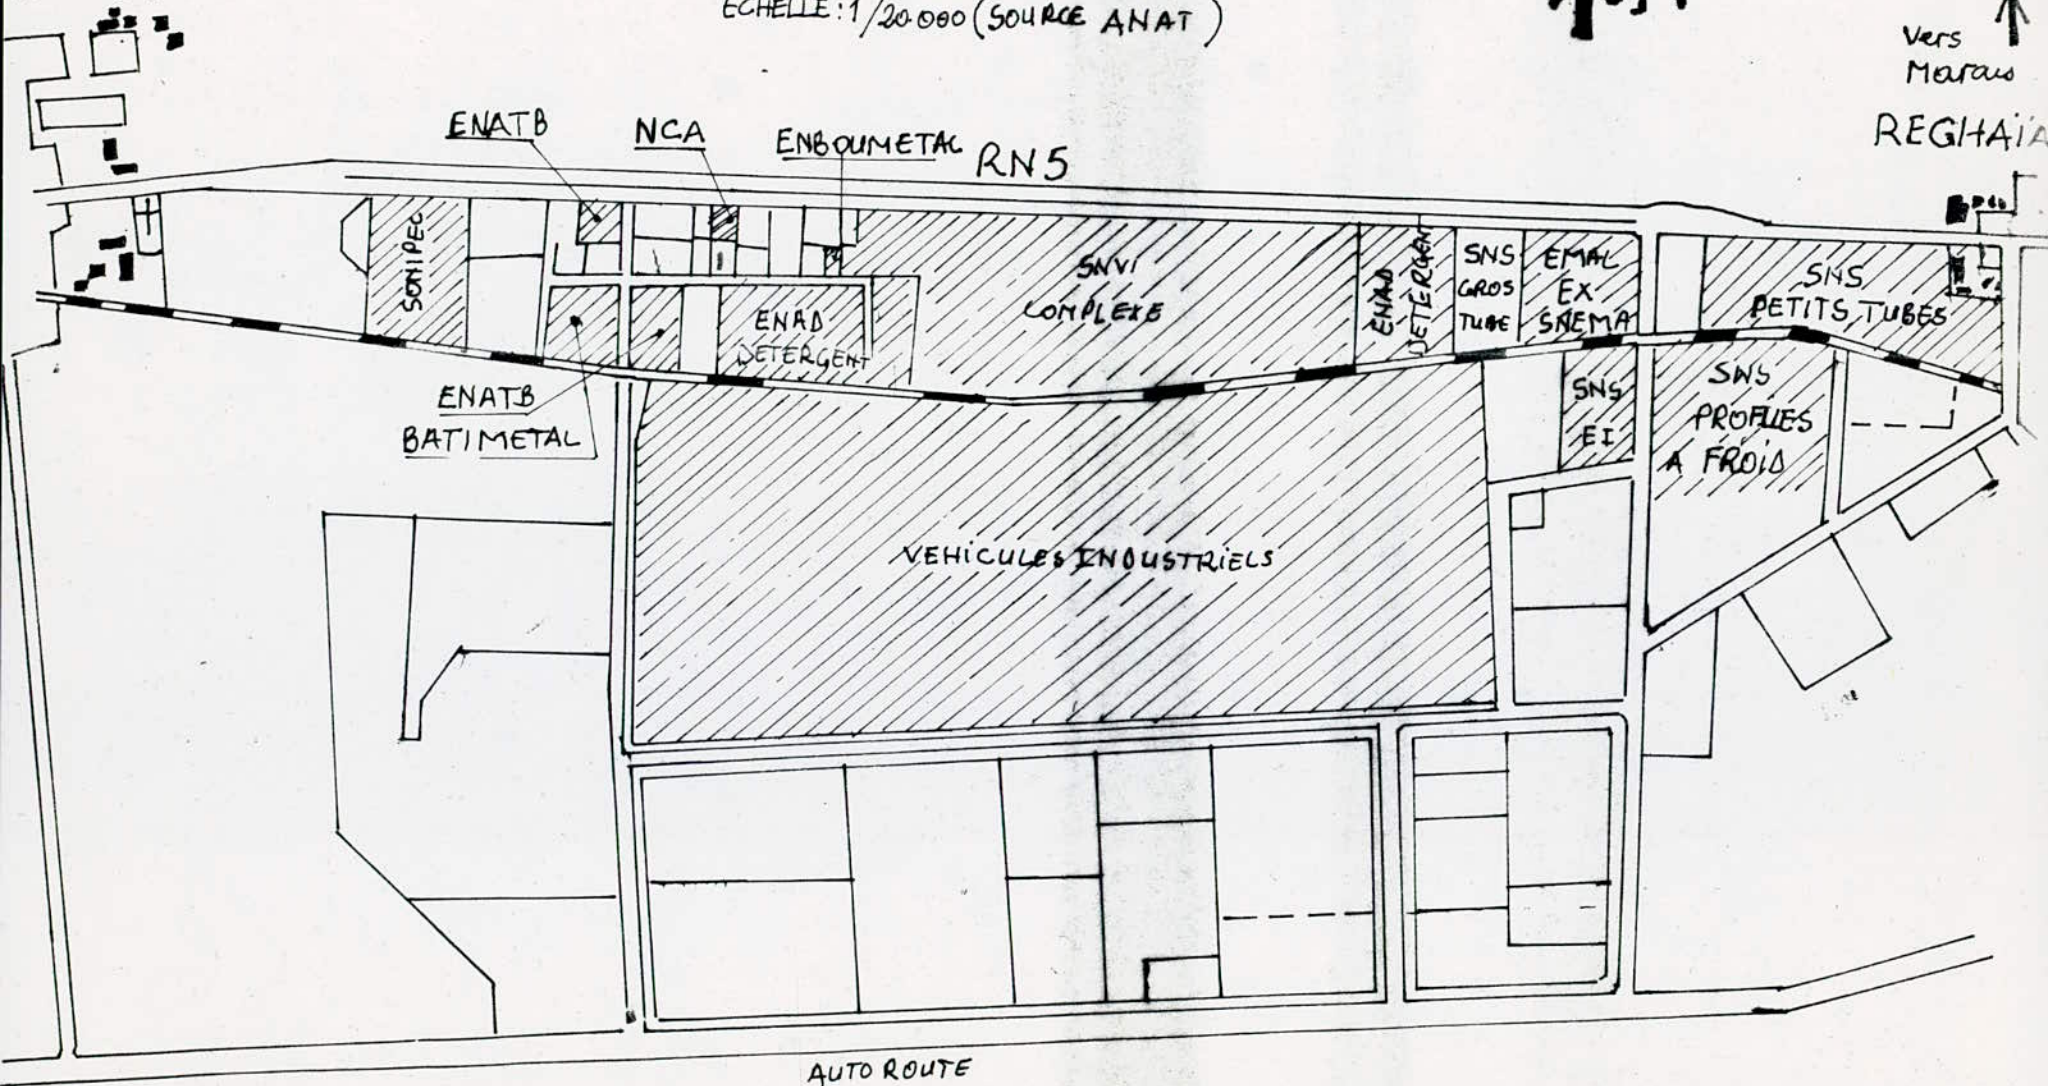 ECHELLE: 1/20.000 (SOURCE ANAT)
Vers
Marais
REGHAÏA
ENATB
NCA
ENBOUMETAL
RN5
SONIPEC
SNVI
COMPLEXE
ENAD
DETERGENT
SNS
GROS
TUBE
EMAL
EX
SNEMA
SNS
PETITS TUBES
ENAD
DETERGENT
ENATB
BATIMETAL
SNS
EI
SNS
PROFILES
A FROID
VEHICULES INDUSTRIELS
AUTO ROUTE